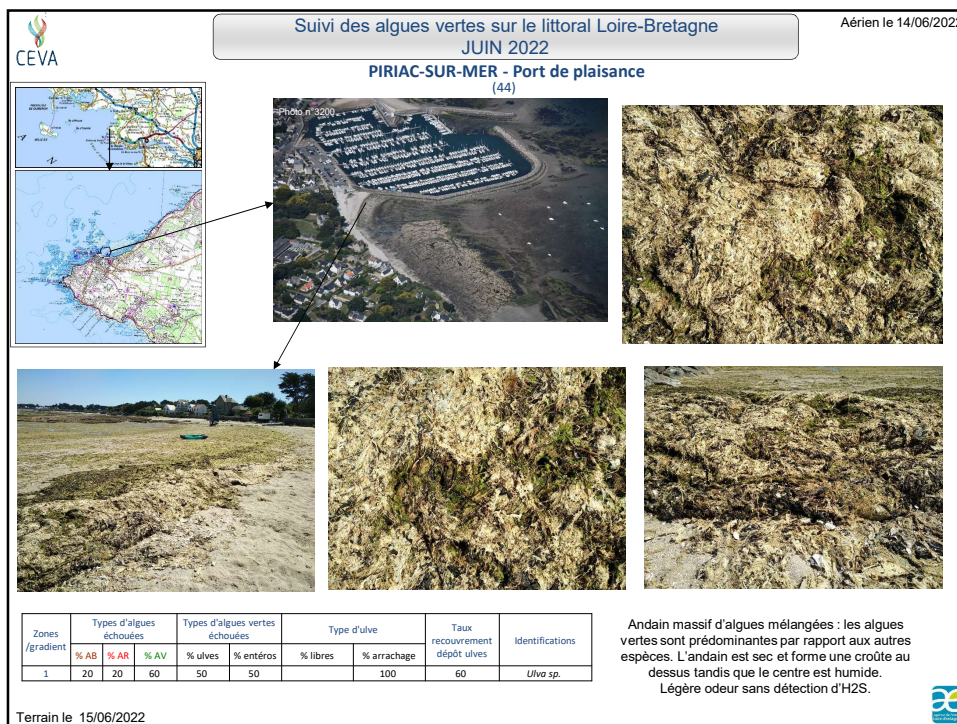 CEVA
Suivi des algues vertes sur le littoral Loire-Bretagne
JUIN 2022
Aérien le 14/06/2022
PIRIAC-SUR-MER - Port de plaisance
(44)
Photo n°3200
Zones /gradient
Types d'algues échouées
Types d'algues vertes échouées
Type d'ulve
Taux recouvrement dépôt ulves
Identifications
% AB % AR % AV % ulves % entéros % libres % arrachage
1 20 20 60 50 50 100 60 Ulva sp.
Andain massif d'algues mélangées : les algues
vertes sont prédominantes par rapport aux autres
espèces. L'andain est sec et forme une croûte au
dessus tandis que le centre est humide.
Légère odeur sans détection d'H2S.
Terrain le 15/06/2022